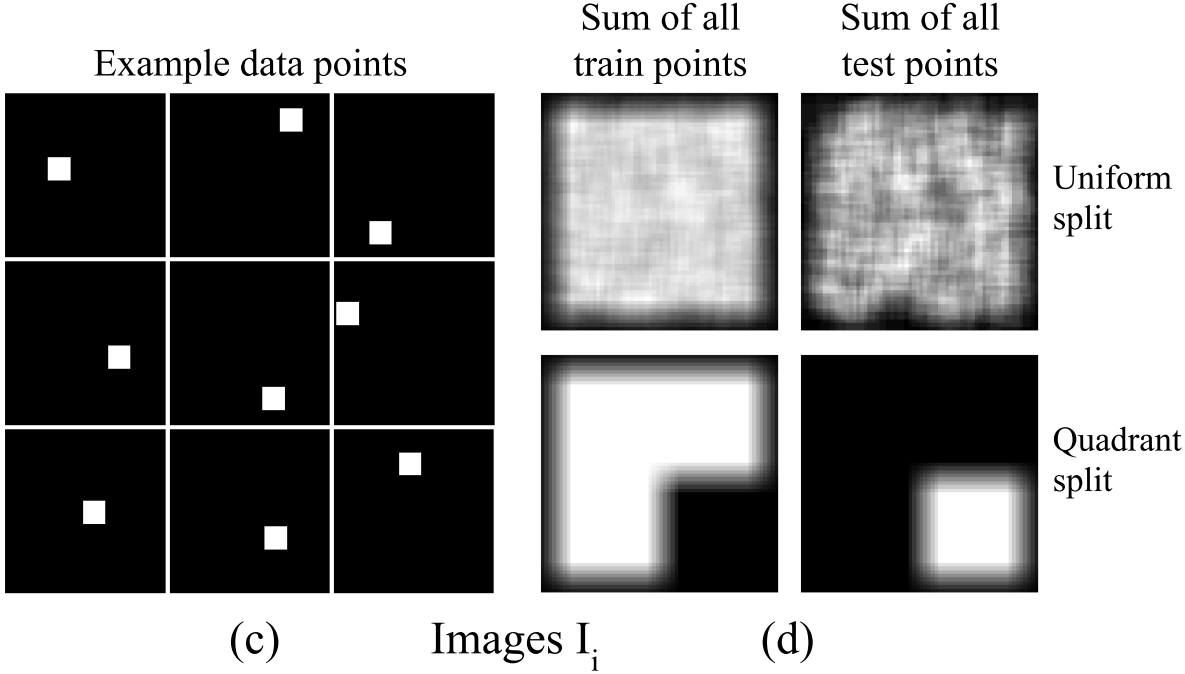 Example data points
Sum of all
train points
Sum of all
test points
Uniform
split
Quadrant
split
(c)
Images I_i
(d)